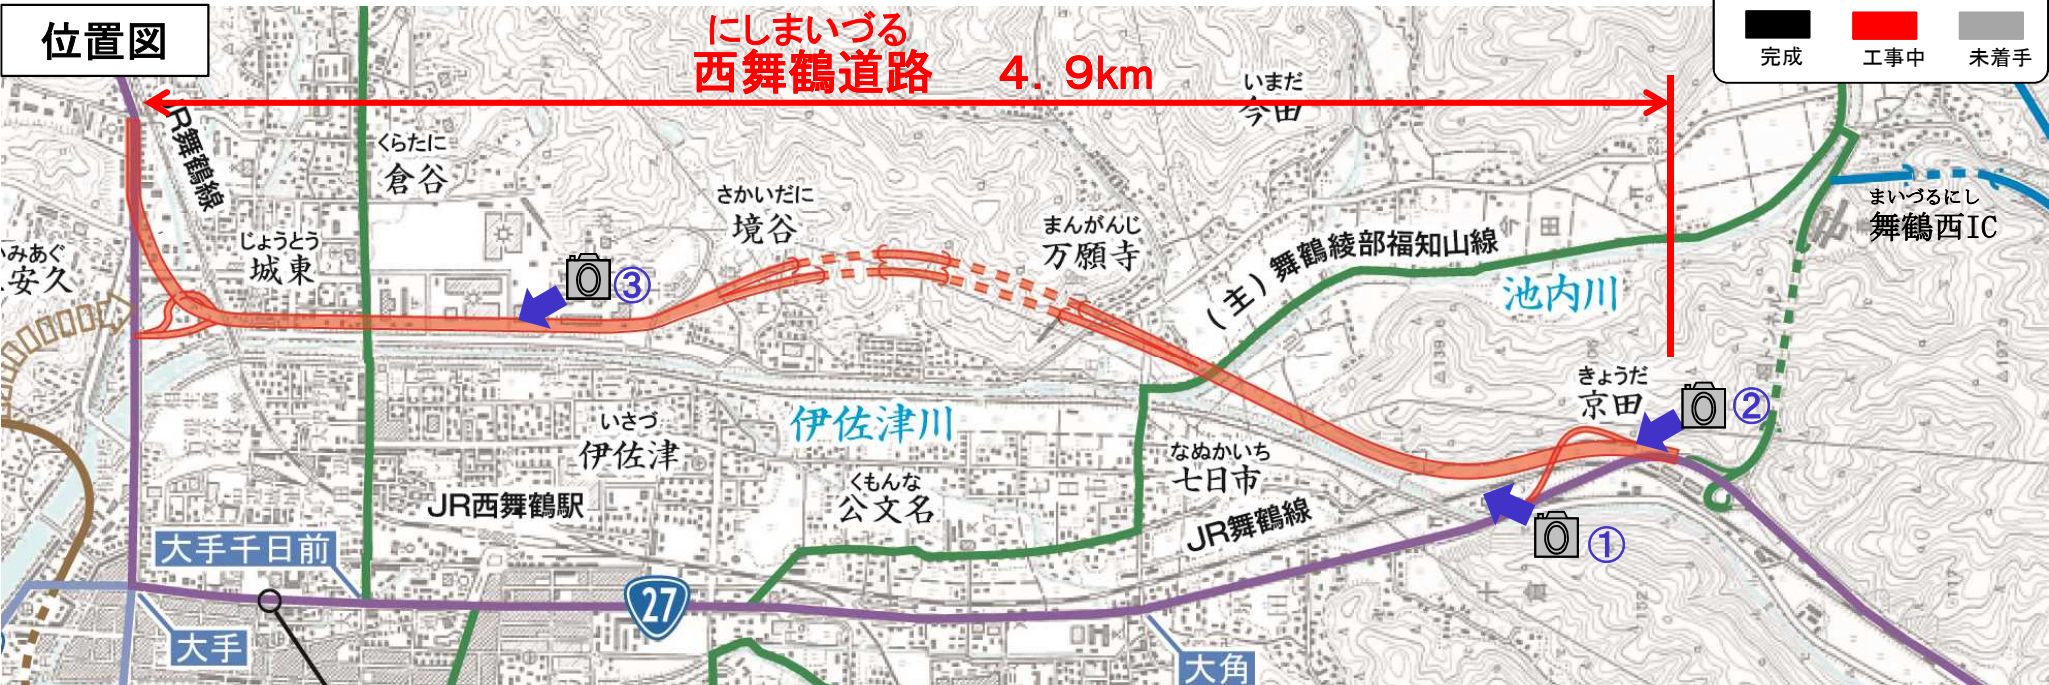 位置図
にしまいづる
西舞鶴道路 4.9km
完成 工事中 未着手
いまだ
今田
JR舞鶴線
くらたに
倉谷
さかいだに
境谷
まんがんじ
万願寺
(主)舞鶴綾部福知山線
まいづるにし
舞鶴西IC
じょうとう
城東
みあぐ
安久
③
池内川
きょうだ
京田
②
いさづ
伊佐津
伊佐津川
なぬかいち
七日市
くもんな
公文名
JR西舞鶴駅
JR舞鶴線
①
大手千日前
27
大手
大角
十倉